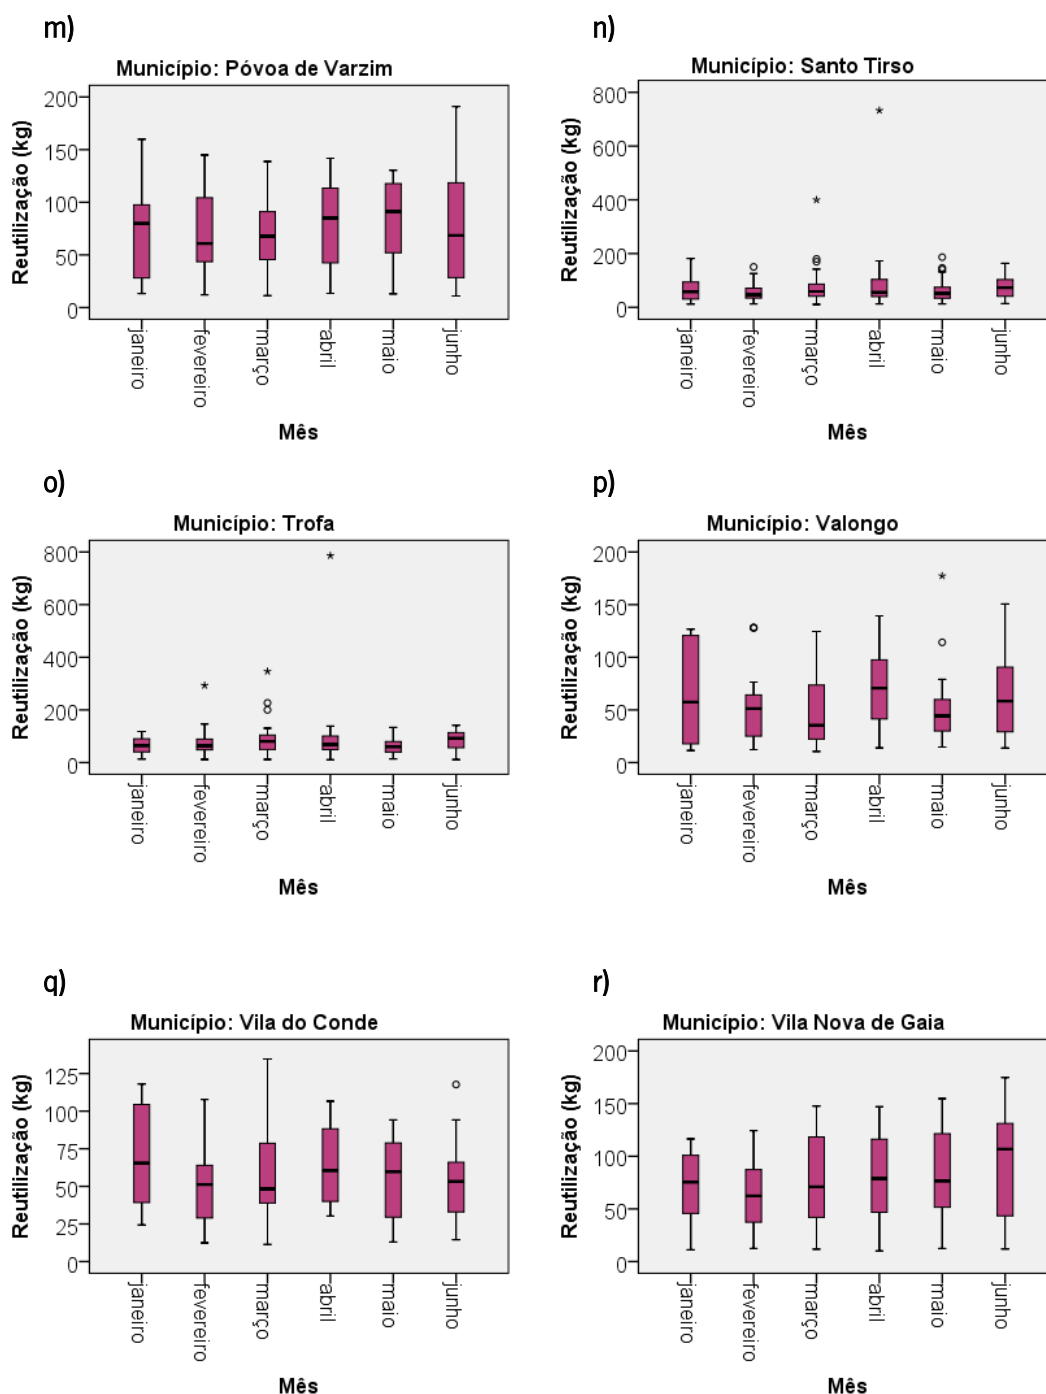 m)
Município: Póvoa de Varzim
Reutilização (kg)
200
150
100
50
0
janeiro
fevereiro
março
abril
maio
junho
Mês
n)
Município: Santo Tirso
Reutilização (kg)
800
600
400
200
0
janeiro
fevereiro
março
abril
maio
junho
Mês
o)
Município: Trofa
Reutilização (kg)
800
600
400
200
0
janeiro
fevereiro
março
abril
maio
junho
Mês
p)
Município: Valongo
Reutilização (kg)
200
150
100
50
0
janeiro
fevereiro
março
abril
maio
junho
Mês
q)
Município: Vila do Conde
Reutilização (kg)
125
100
75
50
25
0
janeiro
fevereiro
março
abril
maio
junho
Mês
r)
Município: Vila Nova de Gaia
Reutilização (kg)
200
150
100
50
0
janeiro
fevereiro
março
abril
maio
junho
Mês